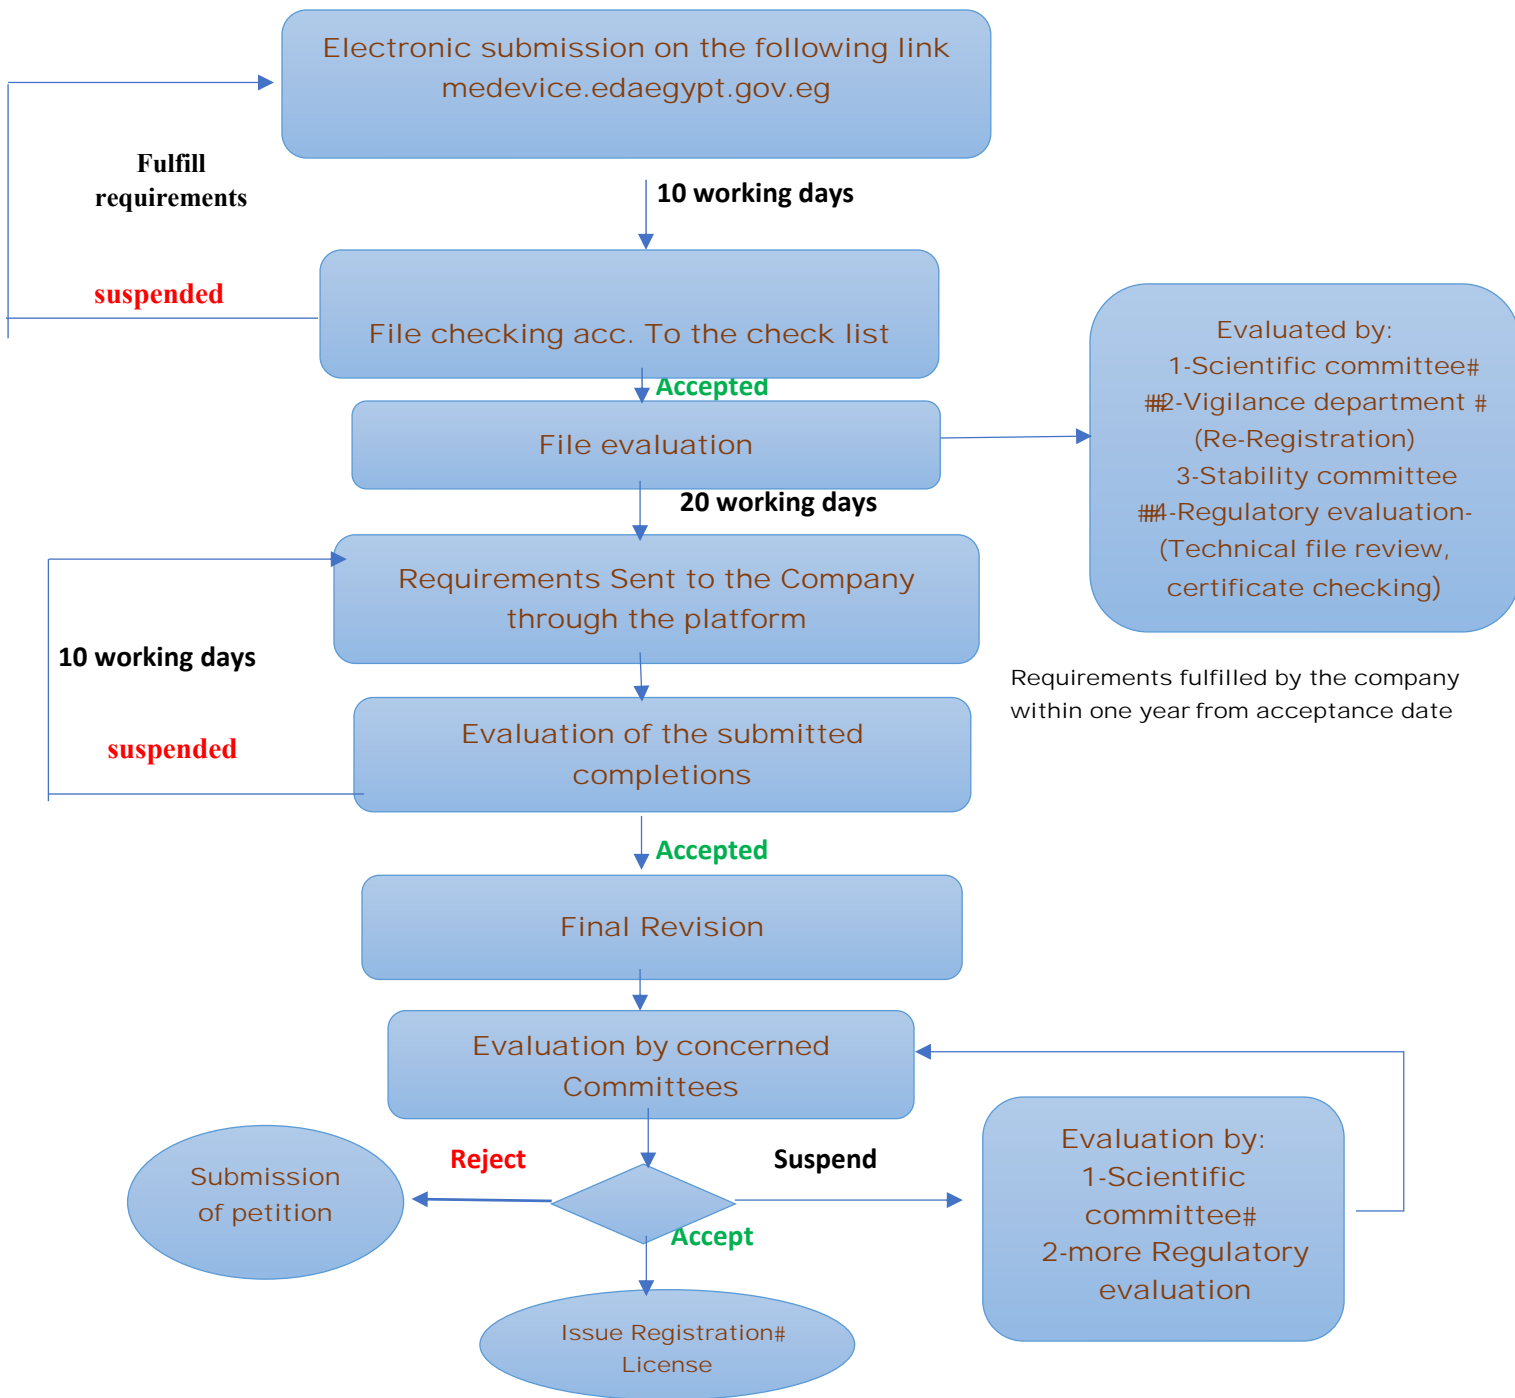 Electronic submission on the following link
medevice.edaegypt.gov.eg
Fulfill
requirements
10 working days
suspended
File checking acc. To the check list
Accepted
File evaluation
Evaluated by:
1-Scientific committee#
##2-Vigilance department #
(Re-Registration)
3-Stability committee
##4-Regulatory evaluation-
(Technical file review,
certificate checking)
20 working days
Requirements Sent to the Company
through the platform
10 working days
Requirements fulfilled by the company
within one year from acceptance date
suspended
Evaluation of the submitted
completions
Accepted
Final Revision
Evaluation by concerned
Committees
Reject
Suspend
Submission
of petition
Accept
Evaluation by:
1-Scientific
committee#
2-more Regulatory
evaluation
Issue Registration#
License